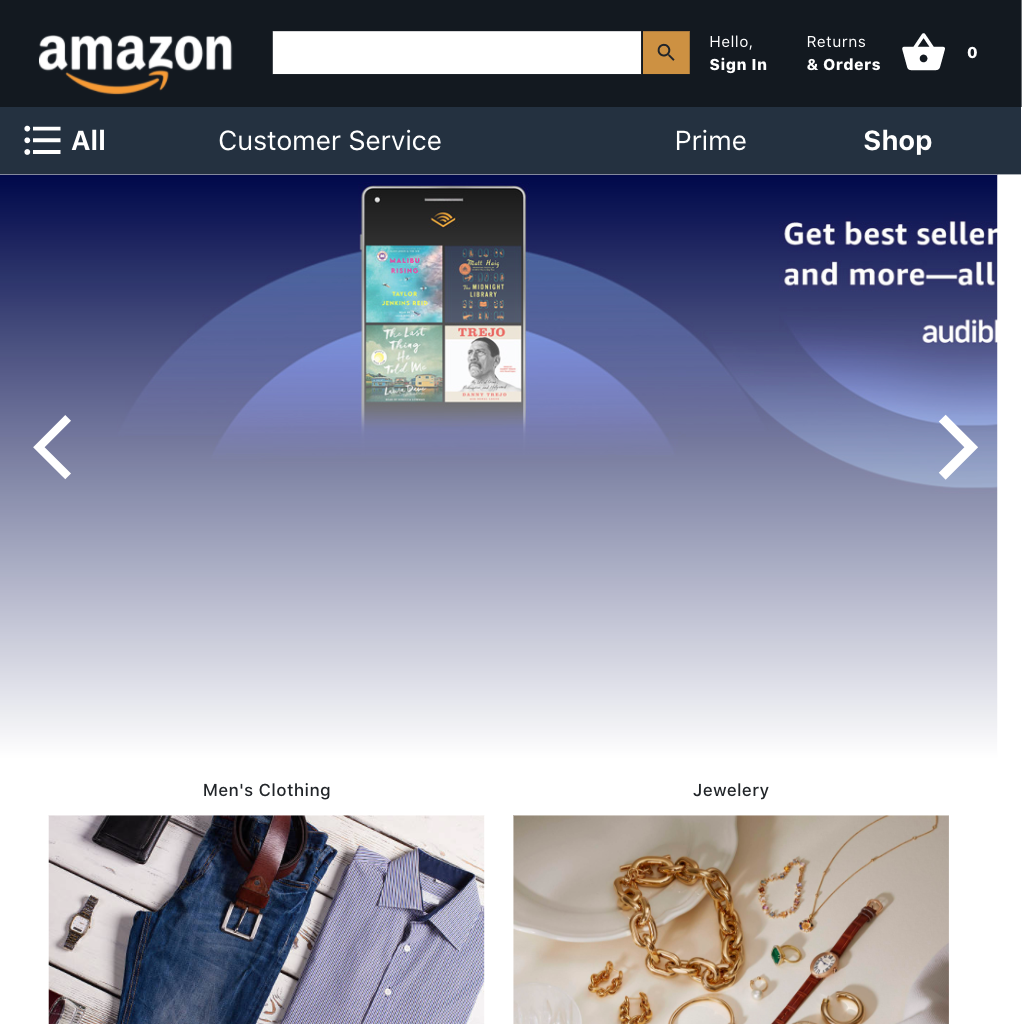 amazon
Hello,
Sign In
Returns
& Orders
0
All
Customer Service
Prime
Shop
MALIBU
RISING
TAYLOR
JENKINS REID
Matt Haig
The MIDNIGHT
LIBRARY
The Last
Thing
He
Told Me
TREJO
DANNY TREJO
Get best seller
and more—all
audibl
Men's Clothing
Jewelery